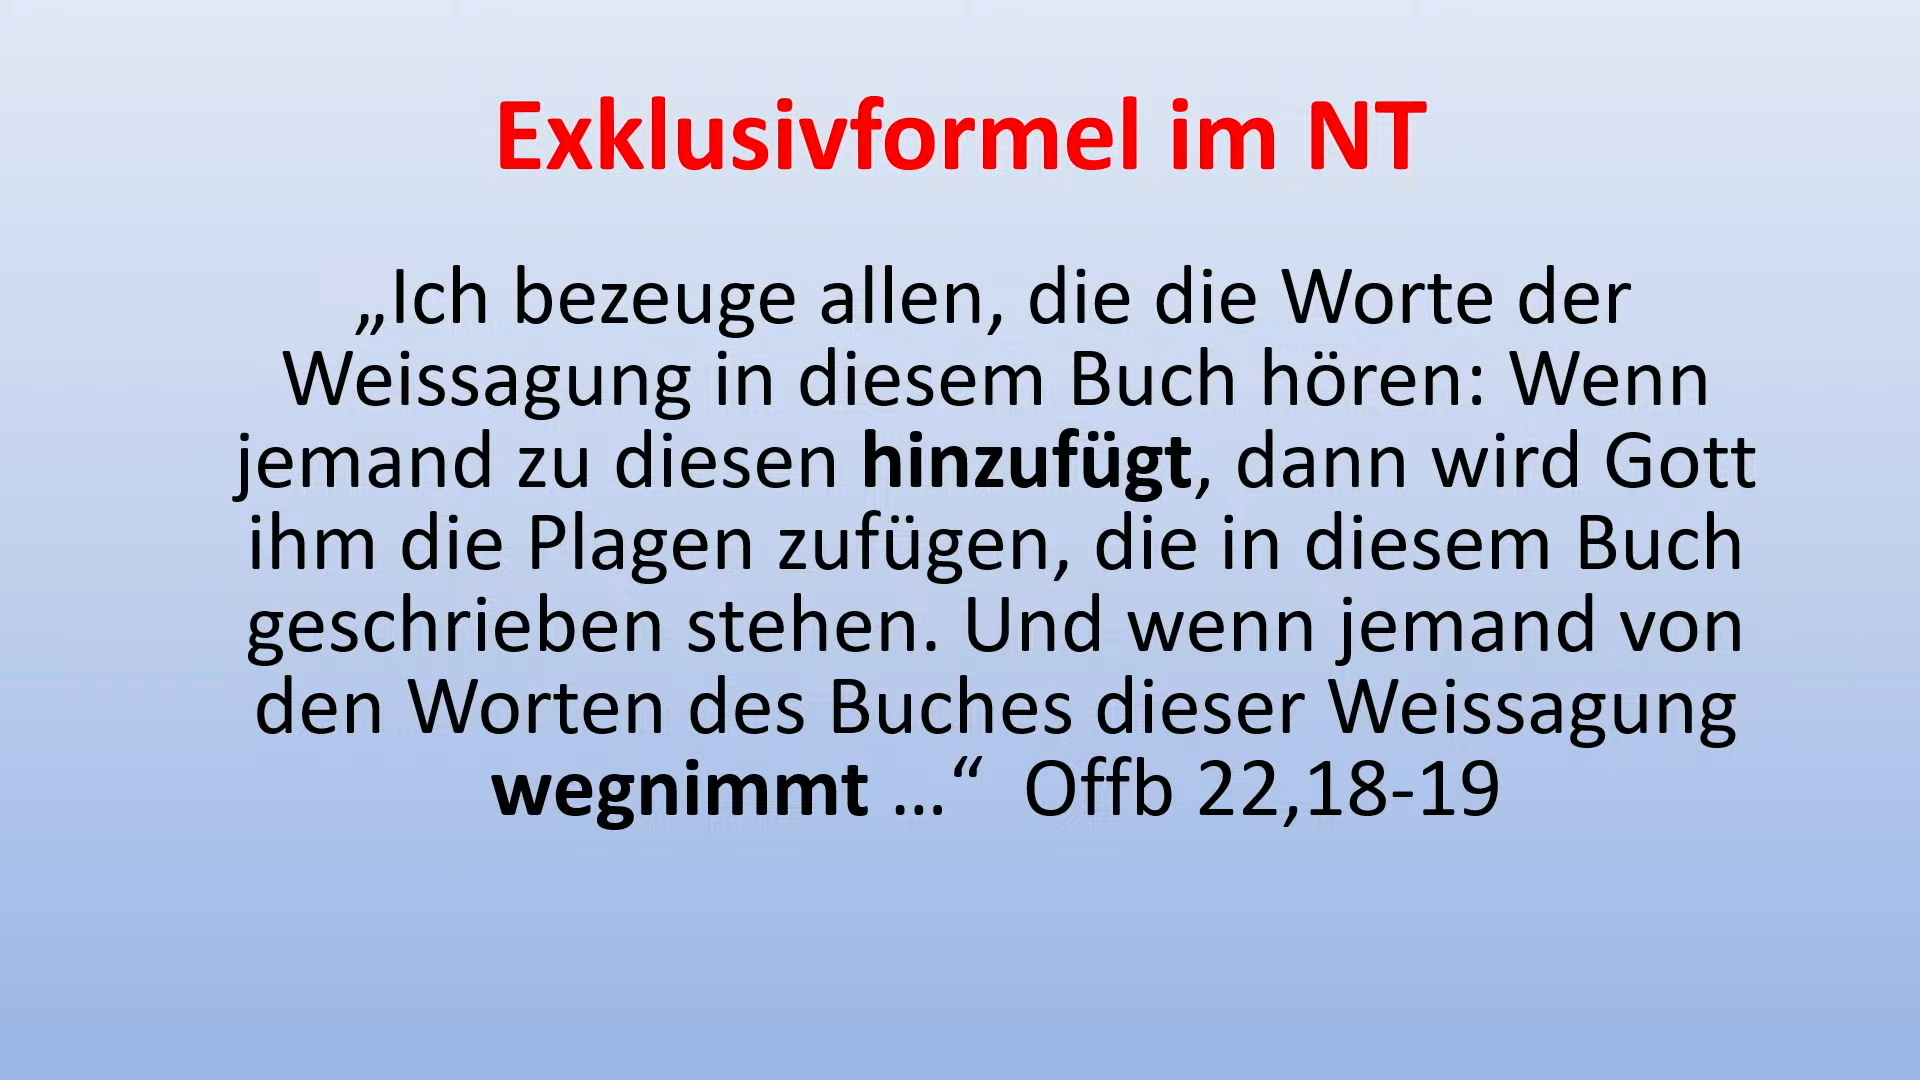 Exklusivformel im NT
„Ich bezeuge allen, die die Worte der
Weissagung in diesem Buch hören: Wenn
jemand zu diesen hinzufügt, dann wird Gott
ihm die Plagen zufügen, die in diesem Buch
geschrieben stehen. Und wenn jemand von
den Worten des Buches dieser Weissagung
wegnimmt …“ Offb 22,18-19